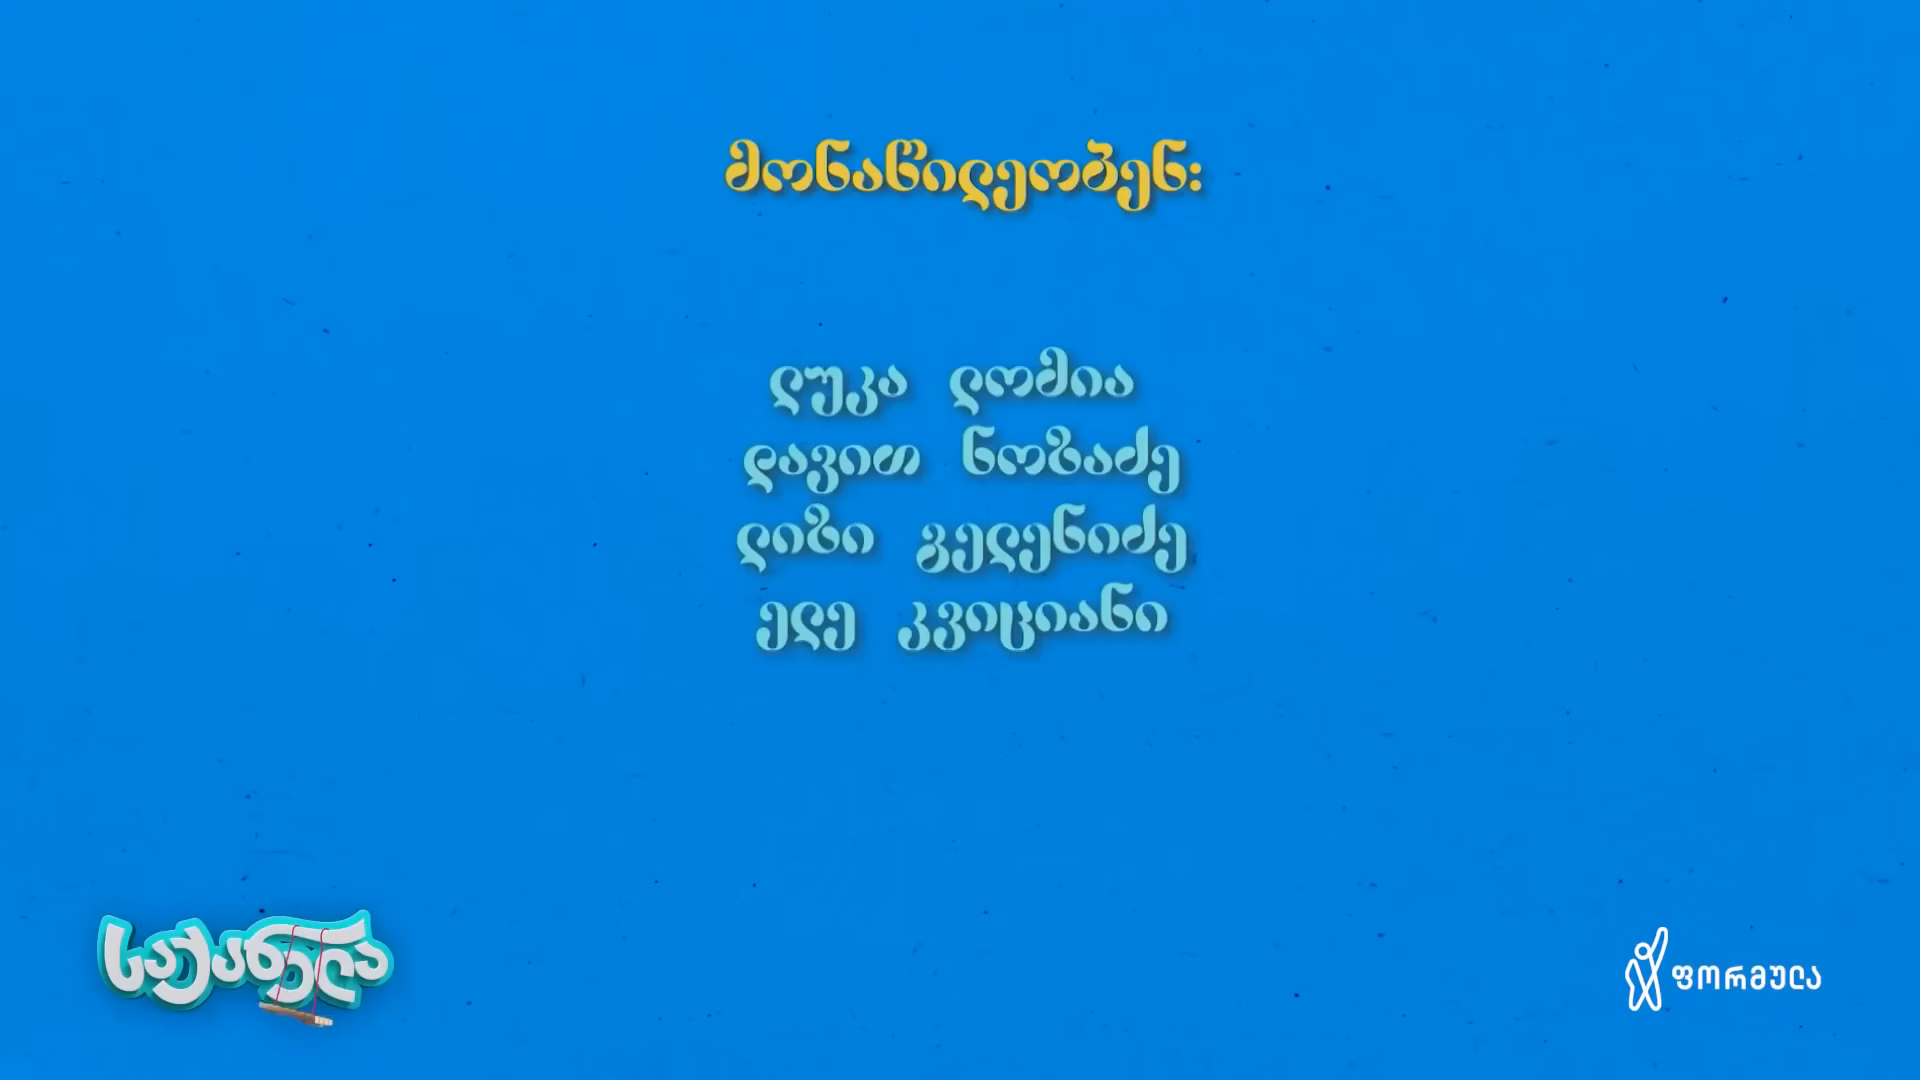 მონაწილეობენ:
ლუკა ლომია
დავით ნოზაძე
ლიზი გელენიძე
ელე კვიციანი
საქანელა
ფორმულა